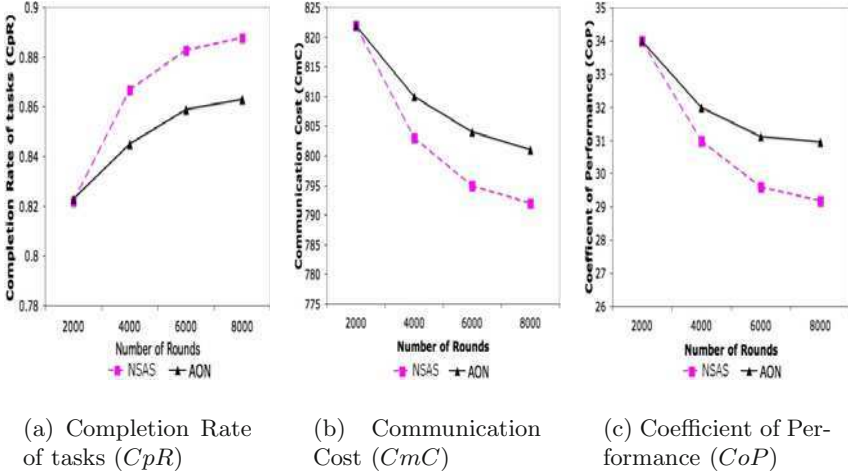 Completion Rate of tasks (CpR)
0.9
0.88
0.86
0.84
0.82
0.8
0.78
2000 4000 6000 8000
Number of Rounds
NSAS AON
Communication Cost (CmC)
825
820
815
810
805
800
795
790
785
780
775
2000 4000 6000 8000
Number of Rounds
NSAS AON
Coefficent of Performance (CoP)
35
34
33
32
31
30
29
28
27
26
2000 4000 6000 8000
Number of Rounds
NSAS AON
(a) Completion Rate
of tasks (CpR)
(b) Communication
Cost (CmC)
(c) Coefficient of Per-
formance (CoP)